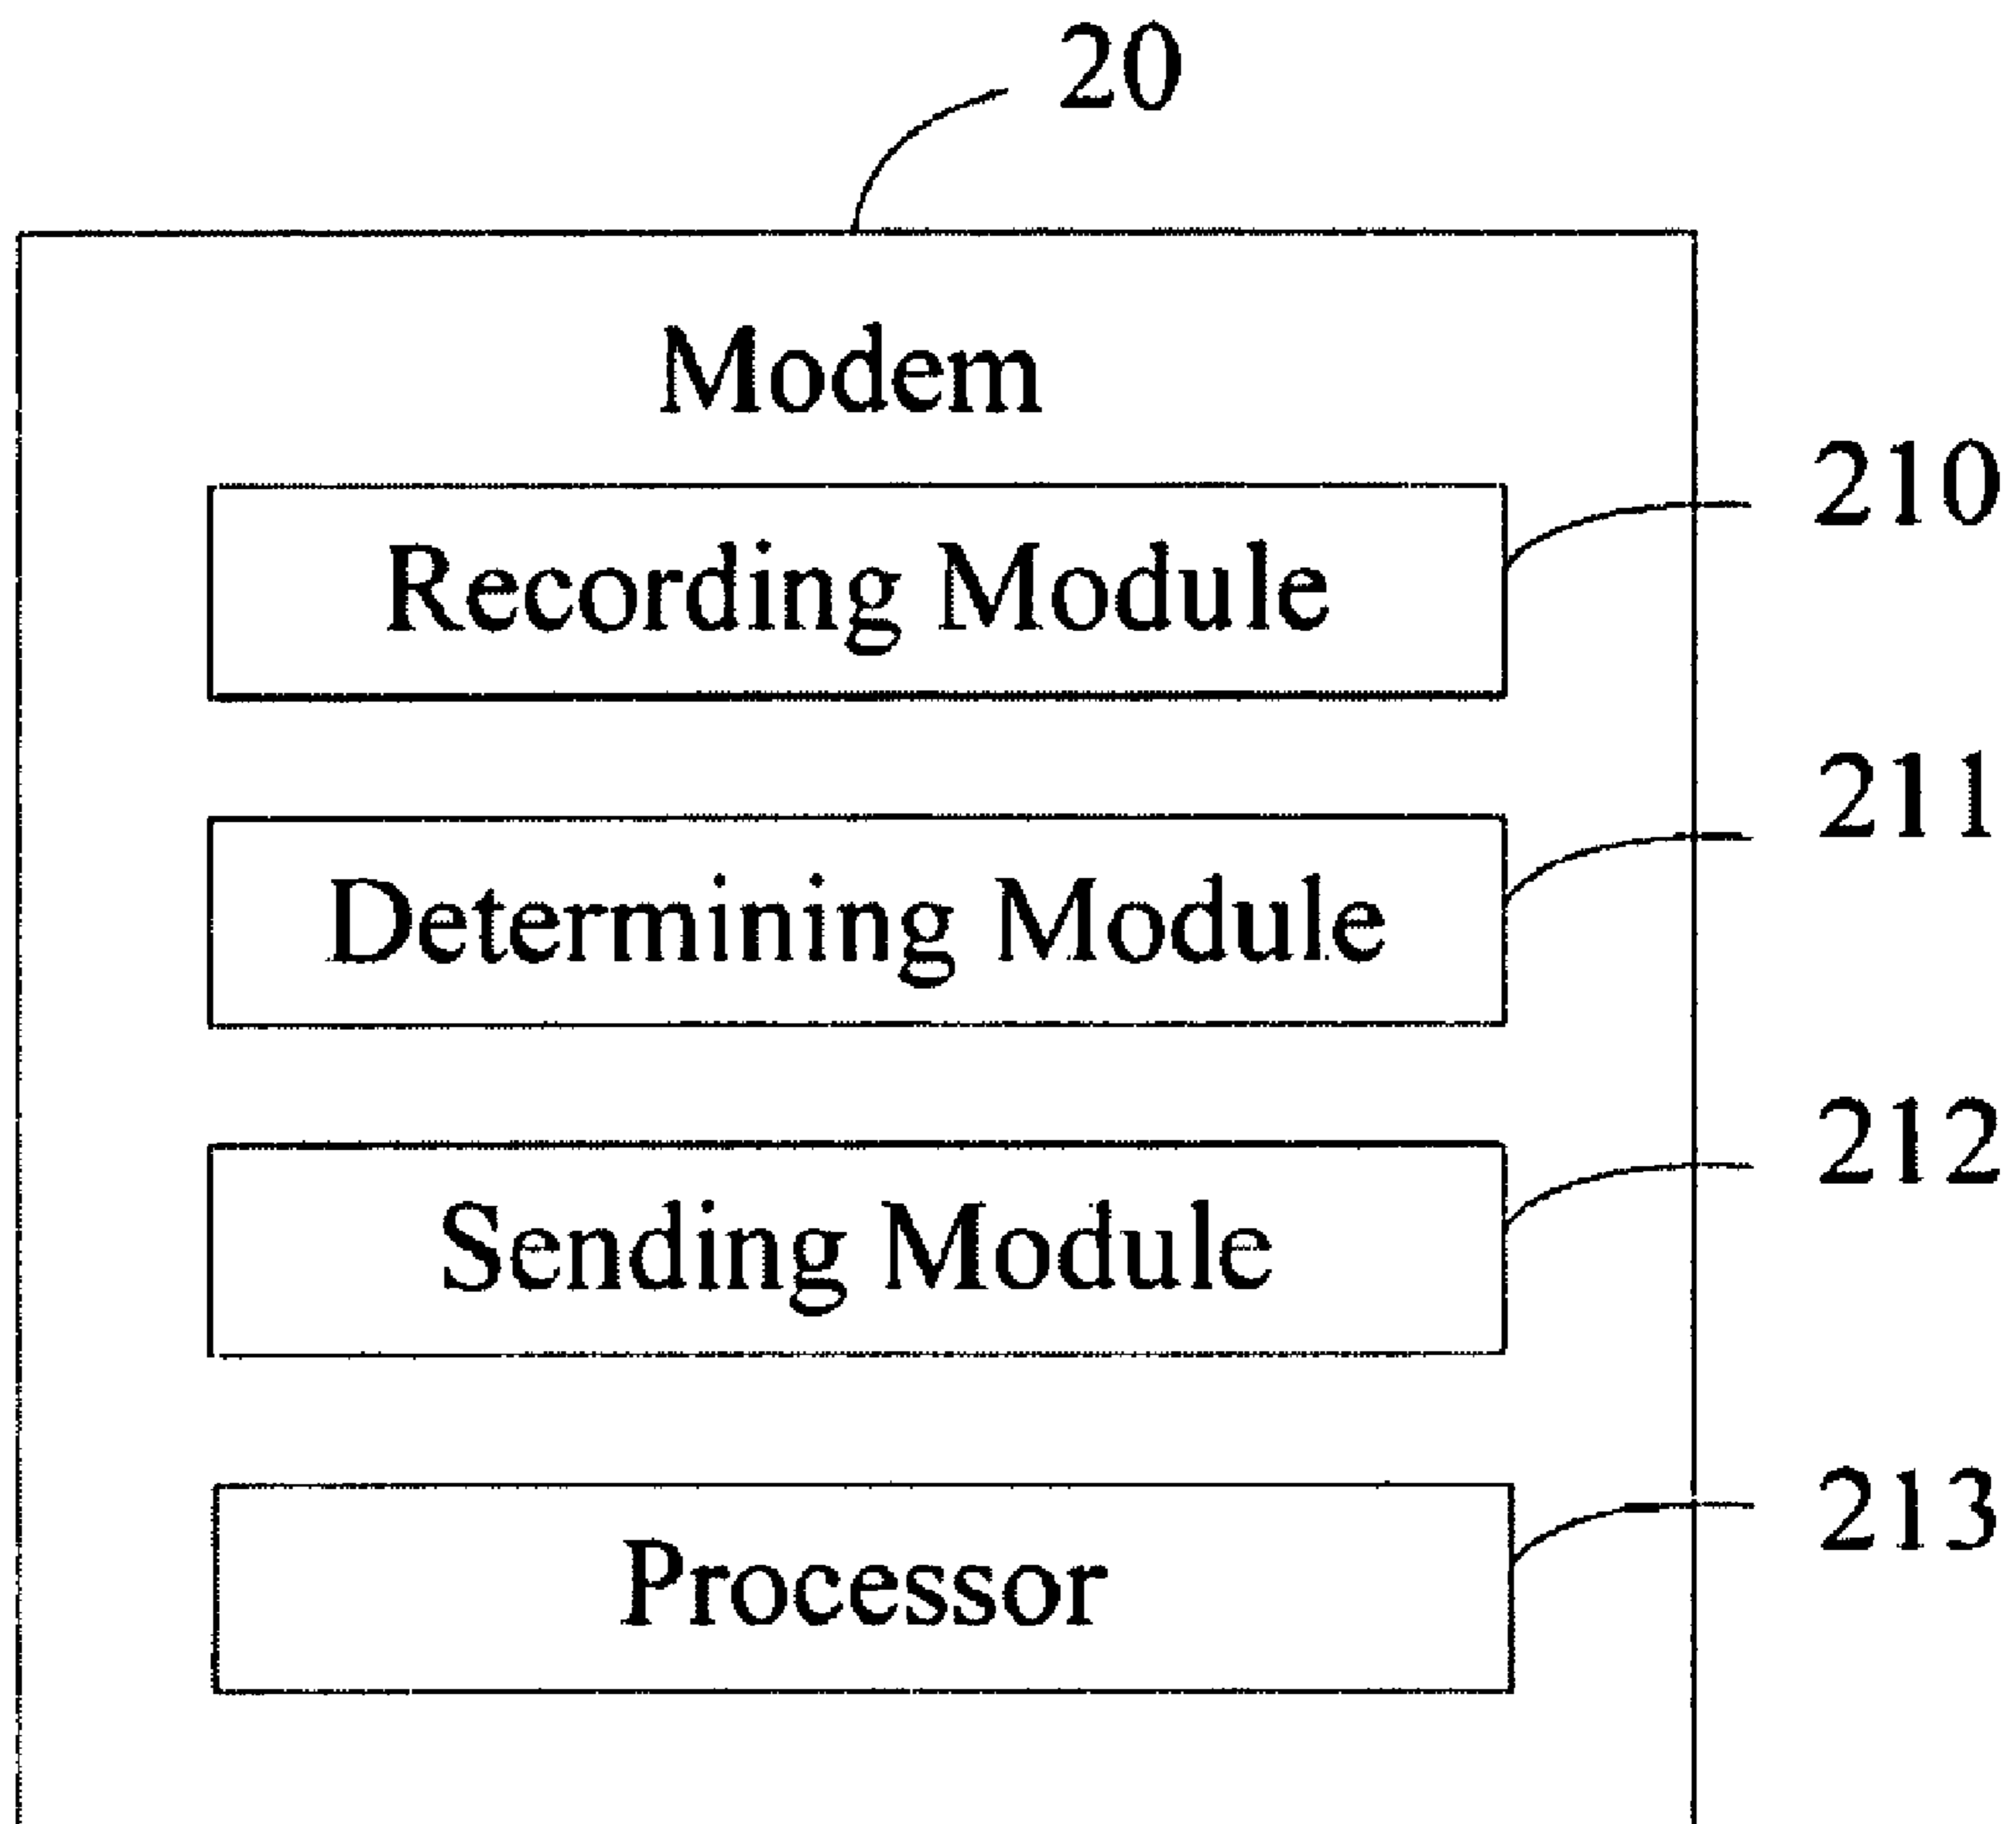 20
Modem
210
Recording Module
211
Determining Module
212
Sending Module
213
Processor